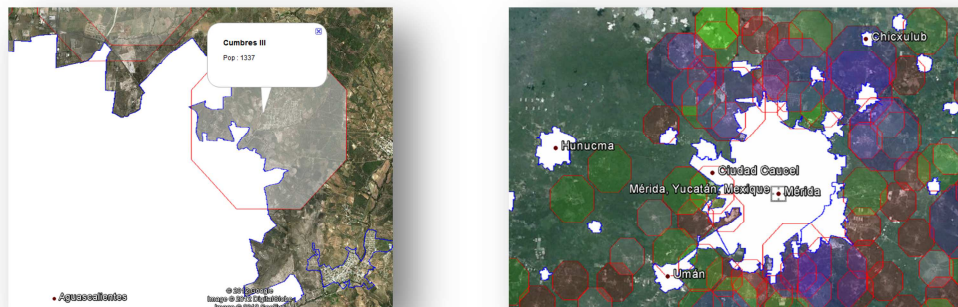 Cumbres III
Pop : 1337
Aguascalientes
© 2012 Google
Image © 2012 DigitalGlobe
Chicxulub
Hunucma
Ciudad Caucel
Mérida, Yucatán, Mexique
Mérida
Umán